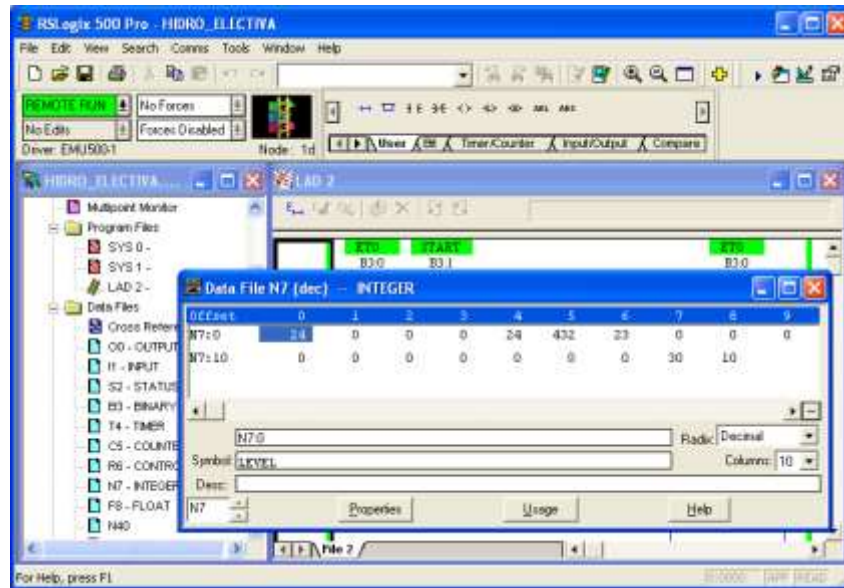 RSLogix 500 Pro - HIDRO_ELECTIVA
File Edit View Search Comms Tools Window Help
REMOTE RUN No Forces
No Edits Forces Disabled
Driver: EMU500-1 Node: 1d
User Timer/Counter Input/Output Compare
HIDRO_ELECTIVA....
LAD 2
Multipoint Monitor
Program Files
SYS 0 -
SYS 1 -
LAD 2 -
Data Files
Cross Refere
O0 - OUTPUT
I1 - INPUT
S2 - STATUS
B3 - BINARY
T4 - TIMER
C5 - COUNTE
R6 - CONTRO
N7 - INTEGER
F8 - FLOAT
N40
START
B3:0 B3:1 B3:0
Data File N7 (dec) -- INTEGER
Offset 0 1 2 3 4 5 6 7 8 9
N7:0 24 0 0 0 24 432 23 0 0 0
N7:10 0 0 0 0 0 0 0 30 10
N7:0
Radix: Decimal
Symbol: LEVEL
Columns: 10
Desc:
N7
Properties Usage Help
File 2
For Help, press F1
APP READ